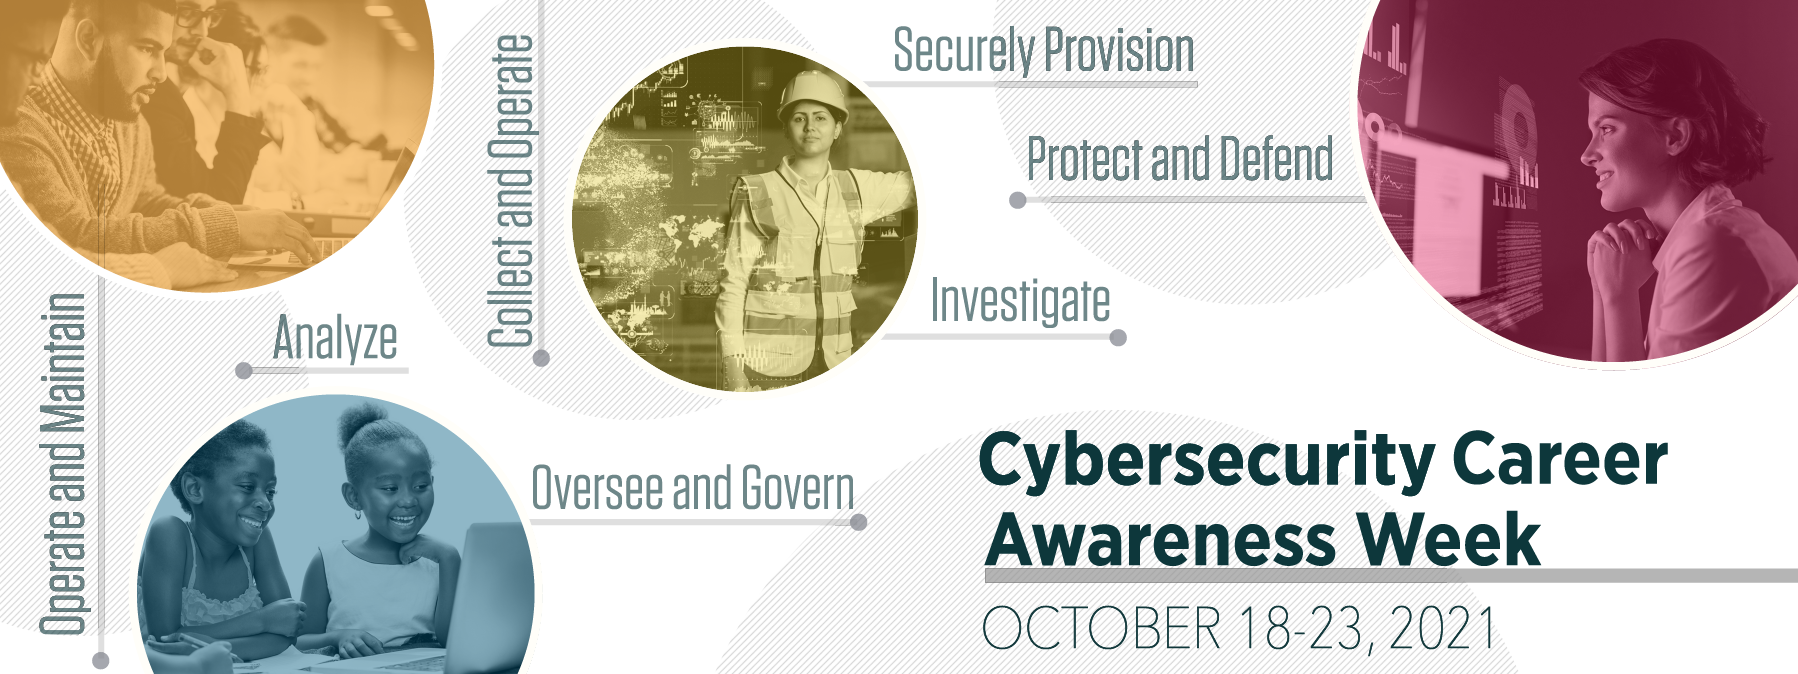 Securely Provision
Collect and Operate
Protect and Defend
Investigate
Operate and Maintain
Analyze
Oversee and Govern
Cybersecurity Career
Awareness Week
OCTOBER 18-23, 2021